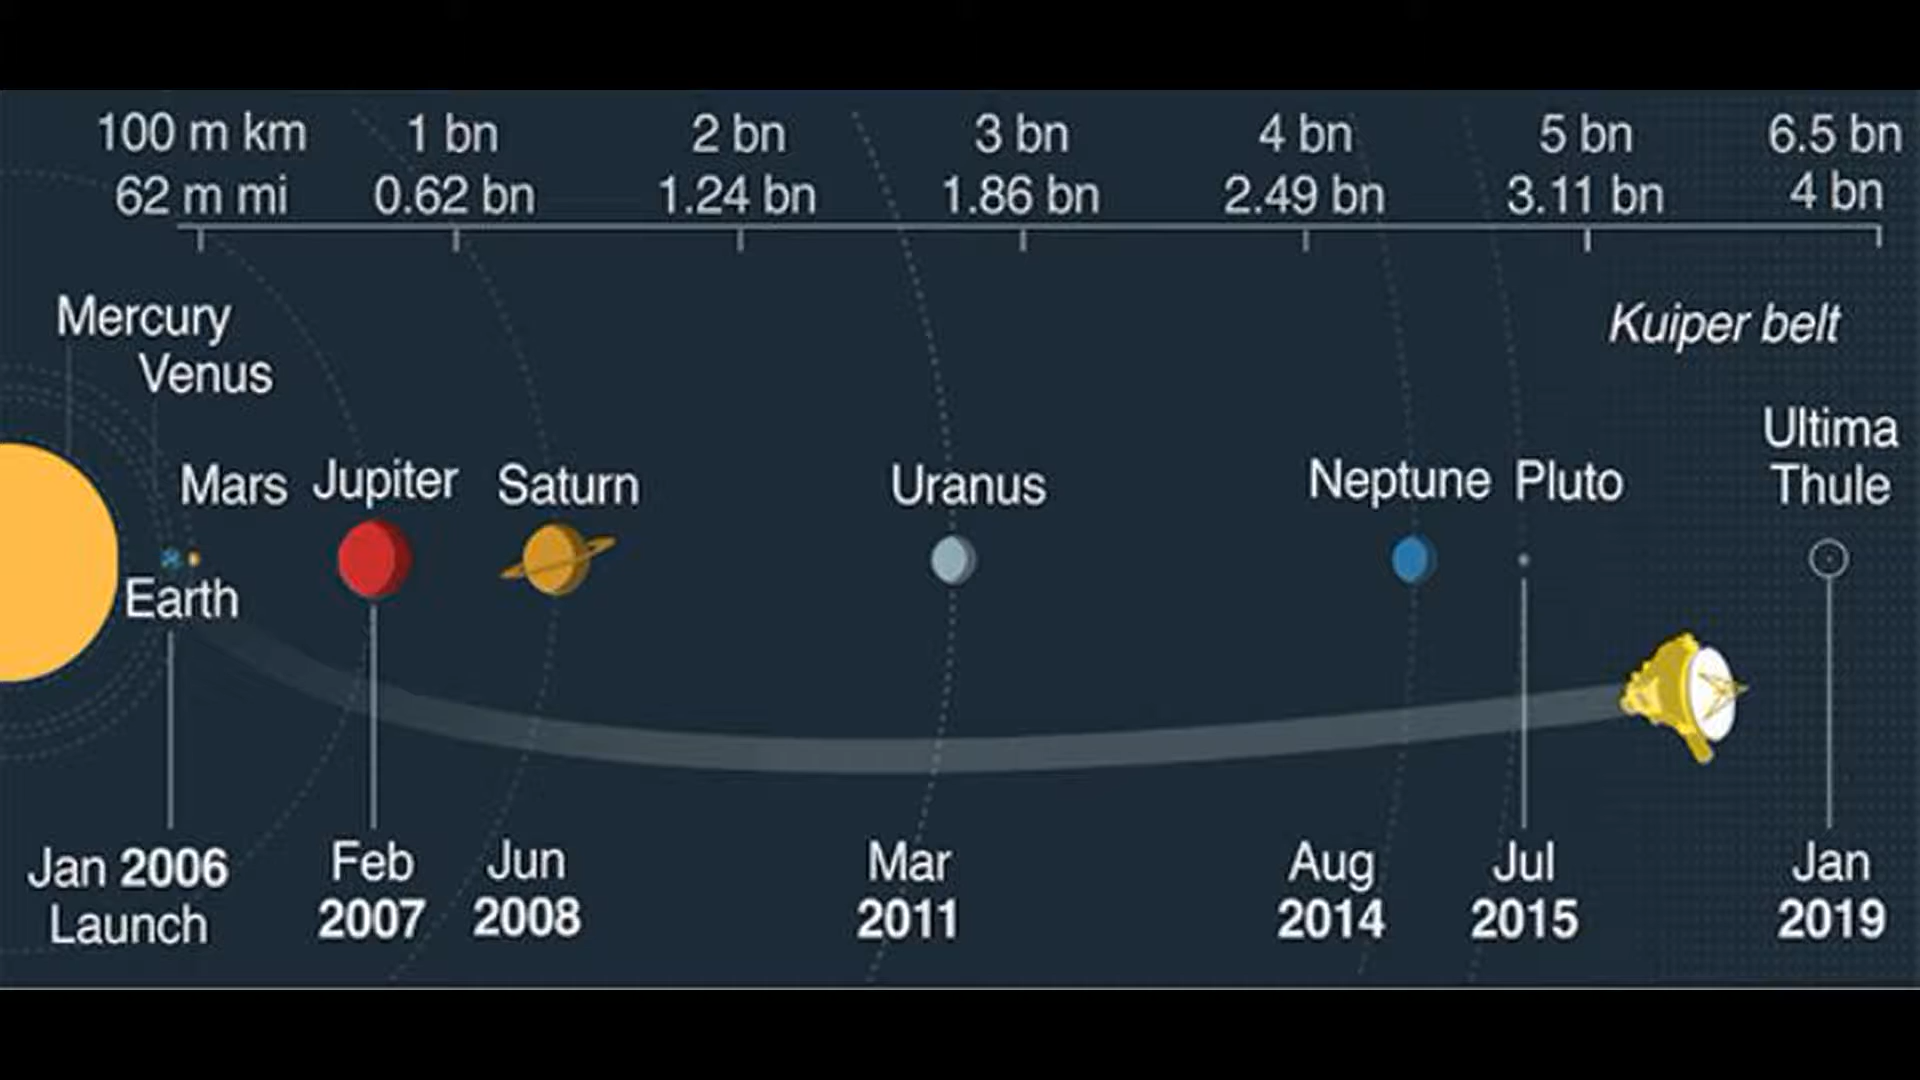 100 m km 1 bn 2 bn 3 bn 4 bn 5 bn 6.5 bn
62 m mi 0.62 bn 1.24 bn 1.86 bn 2.49 bn 3.11 bn 4 bn
Mercury
Venus
Kuiper belt
Ultima
Thule
Mars Jupiter Saturn Uranus Neptune Pluto
Earth
Jan 2006
Launch
Feb
2007
Jun
2008
Mar
2011
Aug
2014
Jul
2015
Jan
2019